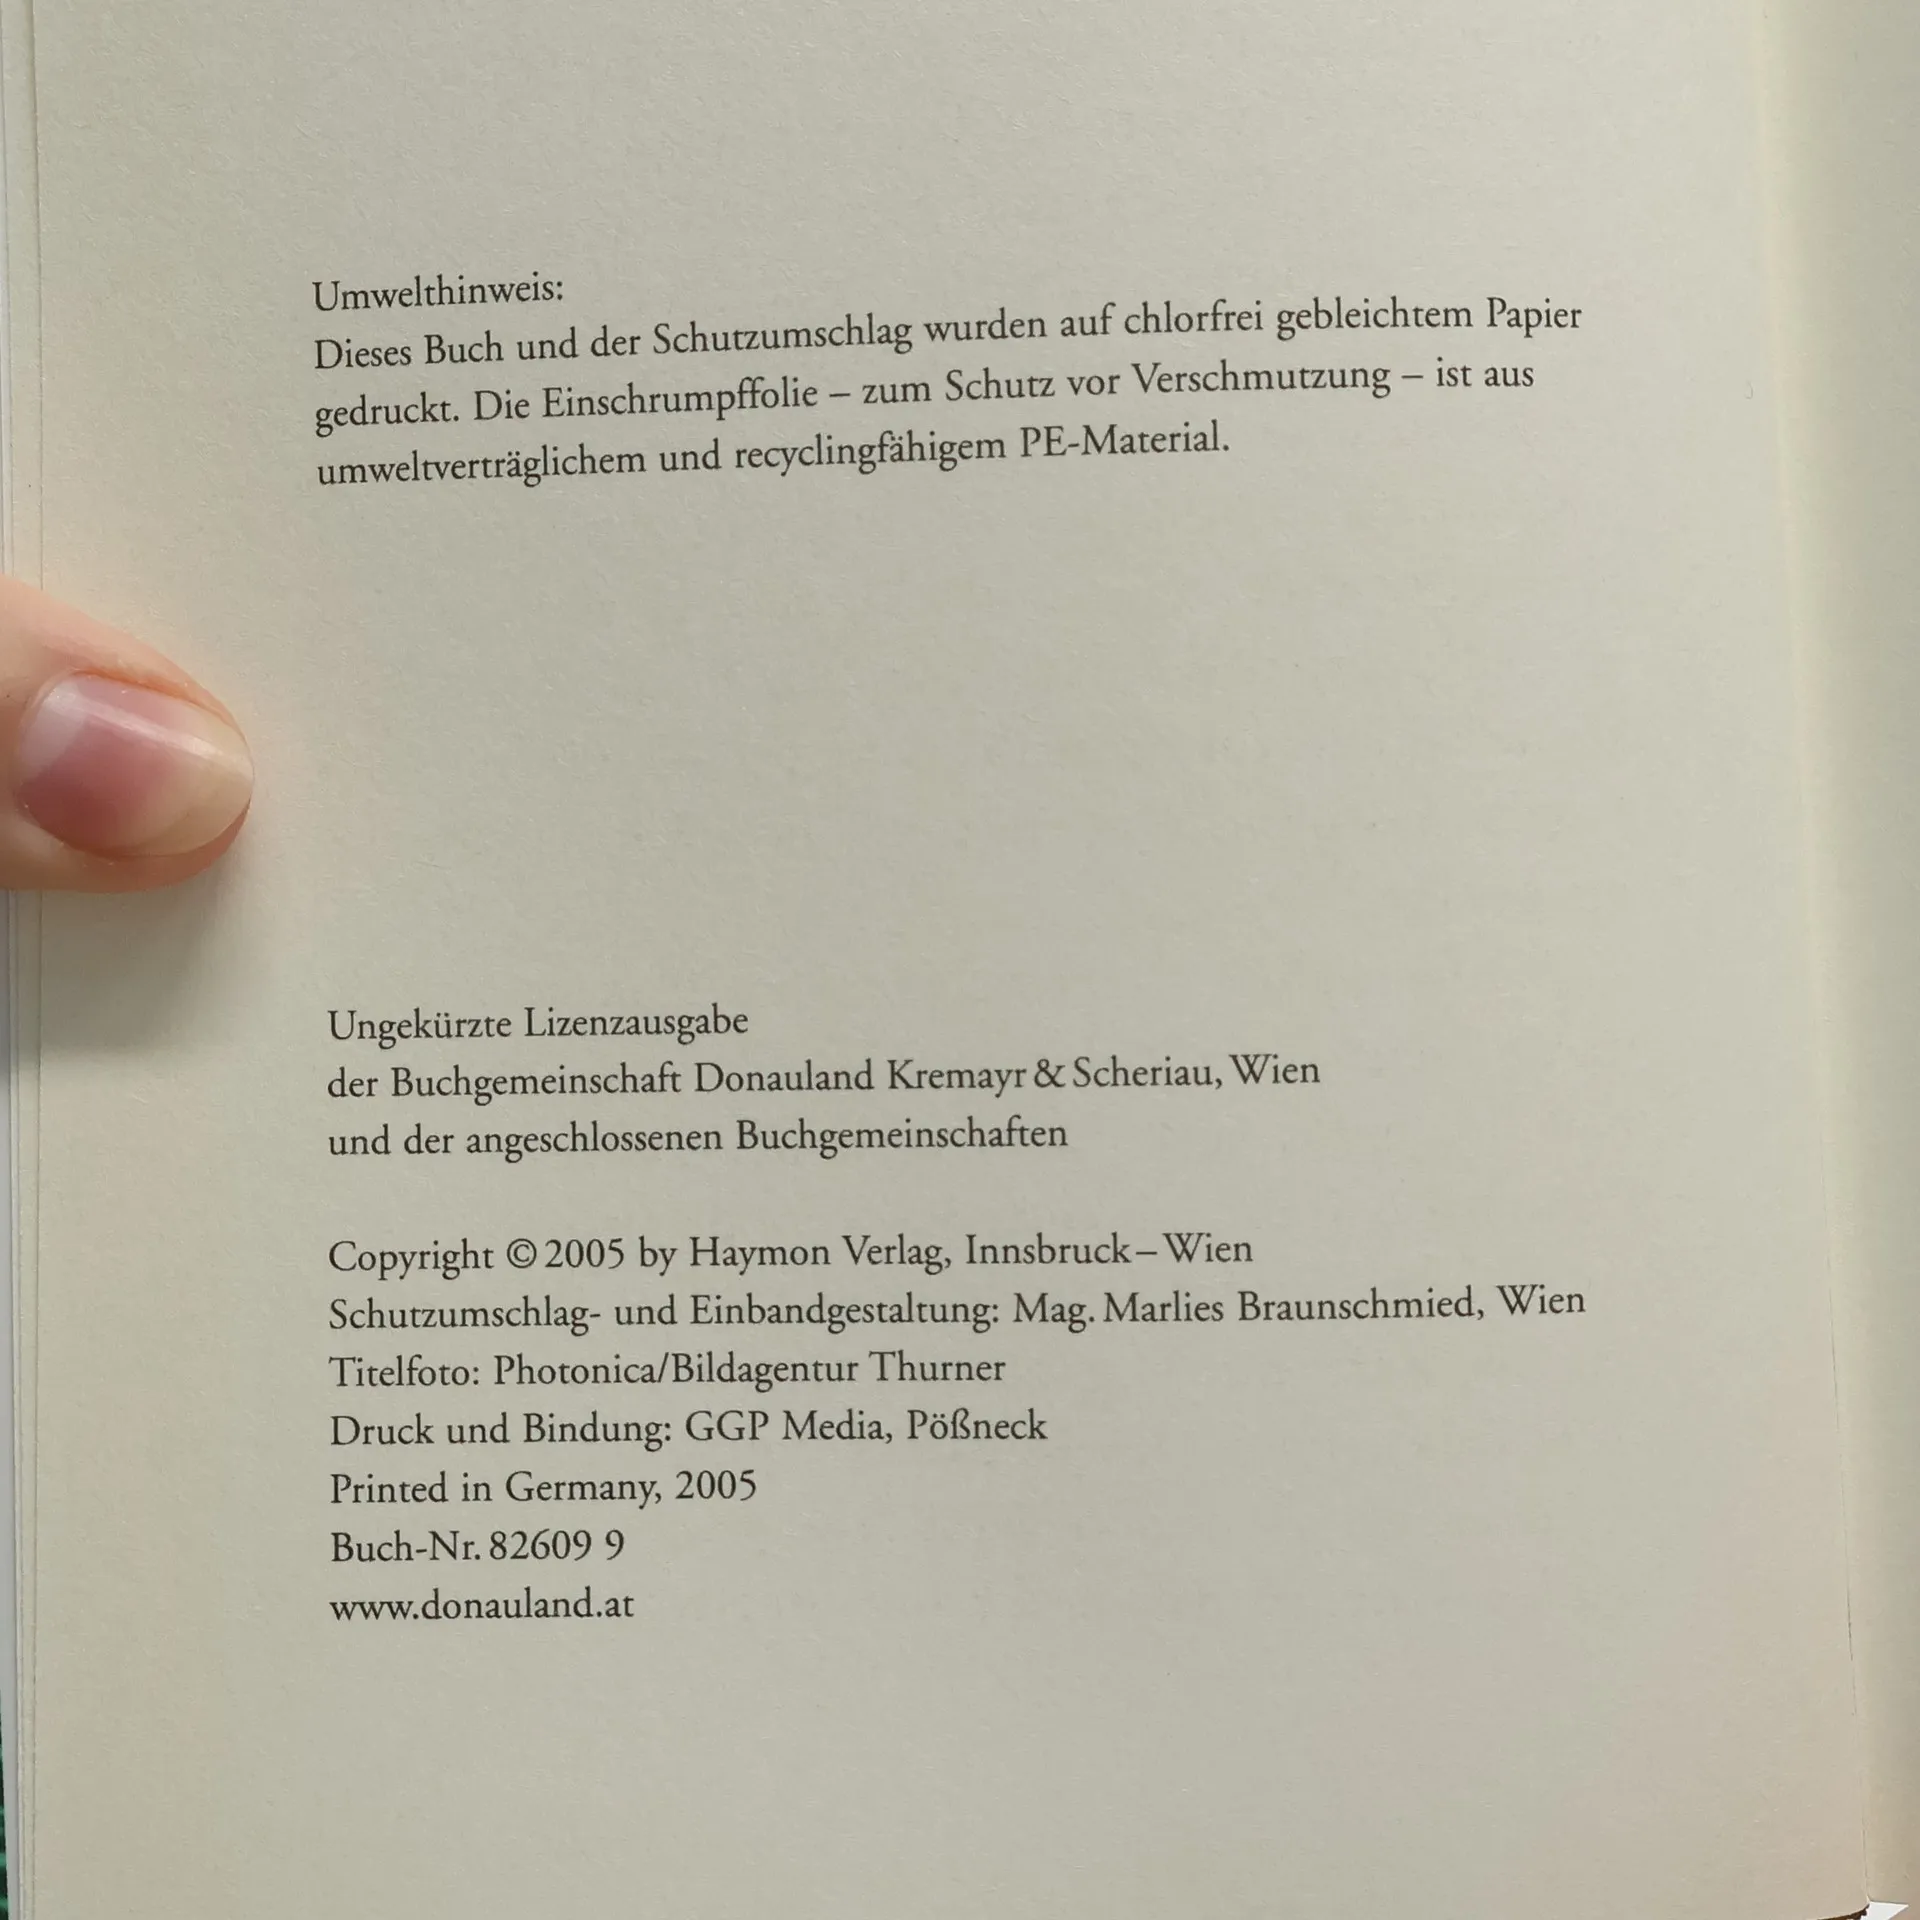 Umwelthinweis:
Dieses Buch und der Schutzumschlag wurden auf chlorfrei gebleichtem Papier
gedruckt. Die Einschrumpffolie – zum Schutz vor Verschmutzung – ist aus
umweltverträglichem und recyclingfähigem PE-Material.
Ungekürzte Lizenzausgabe
der Buchgemeinschaft Donauland Kremayr & Scheriau, Wien
und der angeschlossenen Buchgemeinschaften
Copyright © 2005 by Haymon Verlag, Innsbruck – Wien
Schutzumschlag- und Einbandgestaltung: Mag. Marlies Braunschmied, Wien
Titelfoto: Photonica/Bildagentur Thurner
Druck und Bindung: GGP Media, Pößneck
Printed in Germany, 2005
Buch-Nr. 82609 9
www.donauland.at